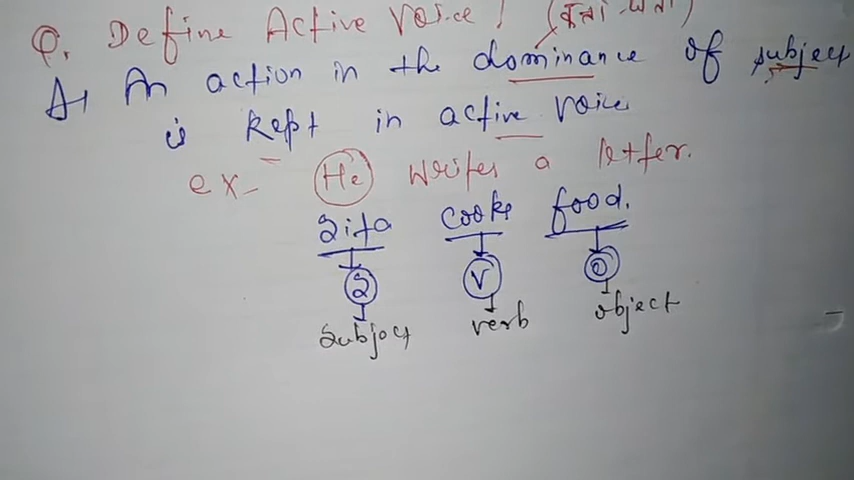 Q. Define Active Voice!
A. An action in the dominance of subject
is kept in active voice
ex- He writes a letter.
Sita cooks food.
S V O
subject verb object